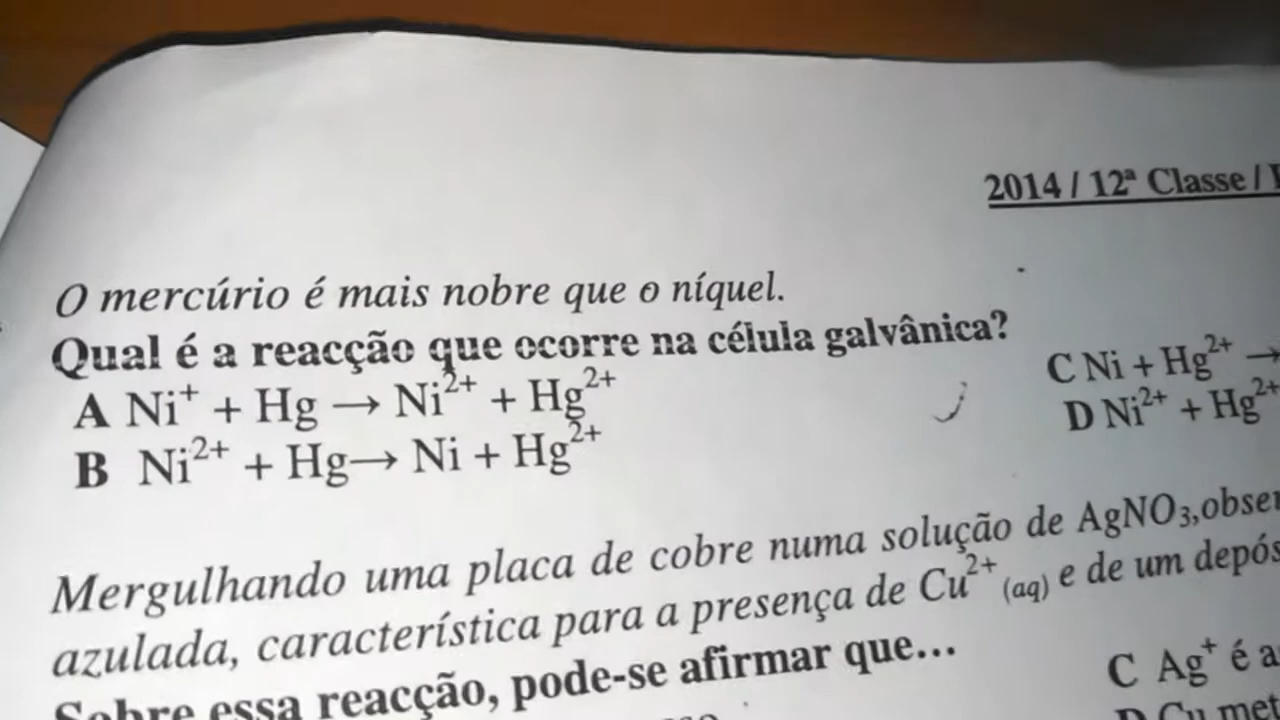 2014 / 12ª Classe /
O mercúrio é mais nobre que o níquel.
Qual é a reacção que ocorre na célula galvânica?
A Ni⁺ + Hg → Ni²⁺ + Hg²⁺
B Ni²⁺ + Hg → Ni + Hg²⁺
C Ni + Hg²⁺ →
D Ni²⁺ + Hg²⁺
Mergulhando uma placa de cobre numa solução de AgNO₃,
azulada, característica para a presença de Cu²⁺ (aq) e de um
Sobre essa reacção, pode-se afirmar que...
C Ag⁺ é
D Cu